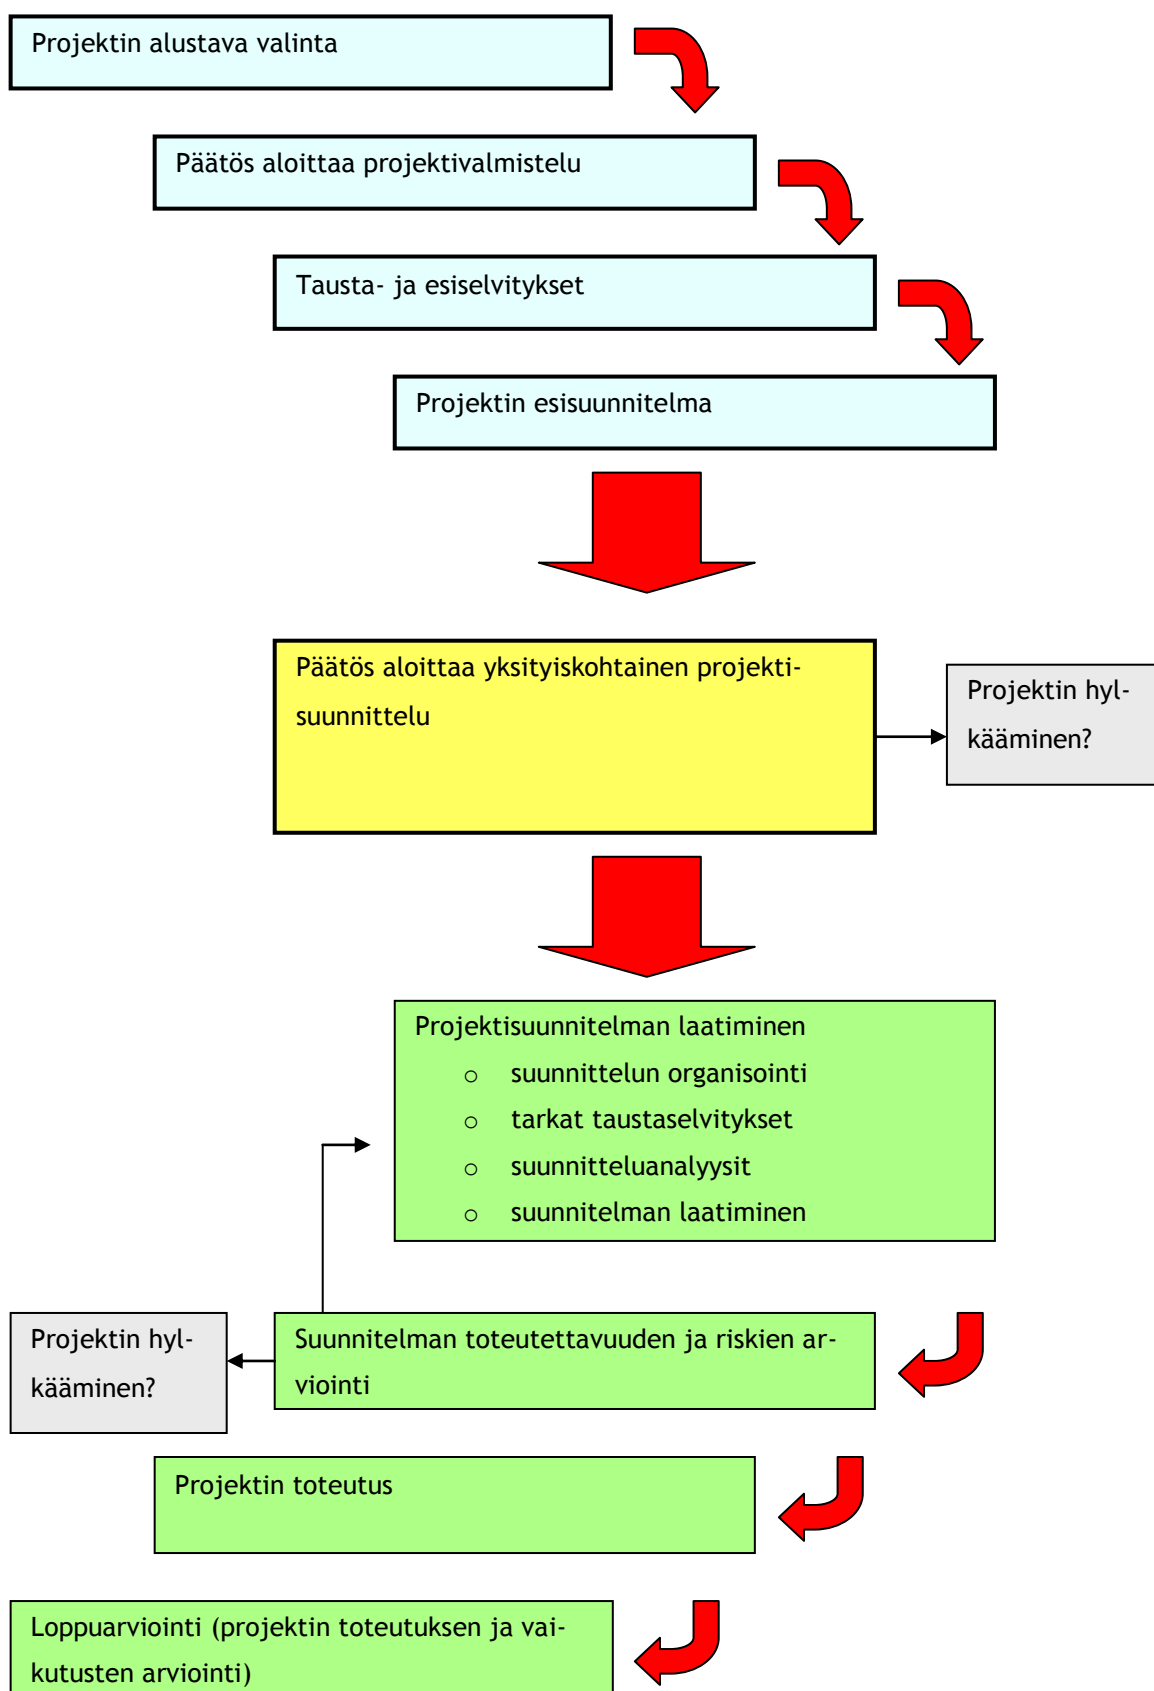 Projektin alustava valinta
Päätös aloittaa projektivalmistelu
Tausta- ja esiselvitykset
Projektin esisuunnitelma
Päätös aloittaa yksityiskohtainen projekti-
suunnittelu
Projektin hyl-
kääminen?
Projektisuunnitelman laatiminen
o suunnittelun organisointi
o tarkat taustaselvitykset
o suunnitteluanalyysit
o suunnitelman laatiminen
Projektin hyl-
kääminen?
Suunnitelman toteutettavuuden ja riskien ar-
viointi
Projektin toteutus
Loppuarviointi (projektin toteutuksen ja vai-
kutusten arviointi)